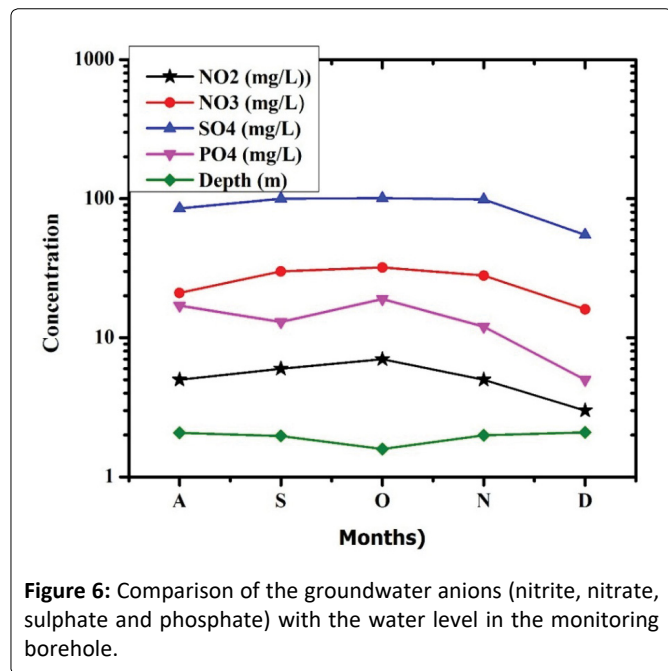 1000
NO2 (mg/L))
NO3 (mg/L)
SO4 (mg/L)
PO4 (mg/L)
Depth (m)
100
10
1
Concentration
A S O N D
Months)
Figure 6: Comparison of the groundwater anions (nitrite, nitrate,
sulphate and phosphate) with the water level in the monitoring
borehole.